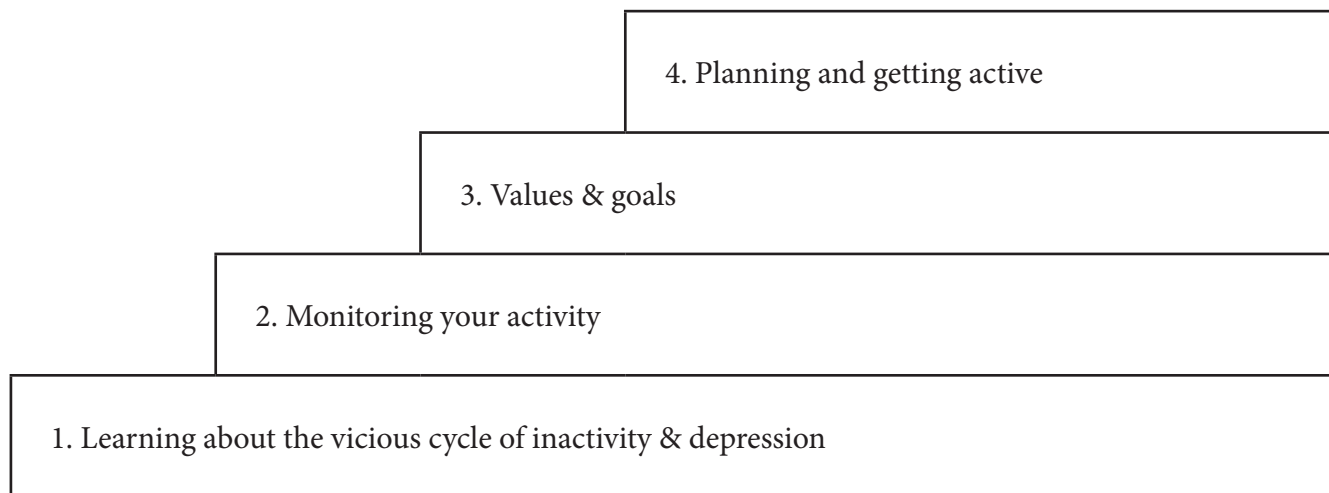 4. Planning and getting active
3. Values & goals
2. Monitoring your activity
1. Learning about the vicious cycle of inactivity & depression